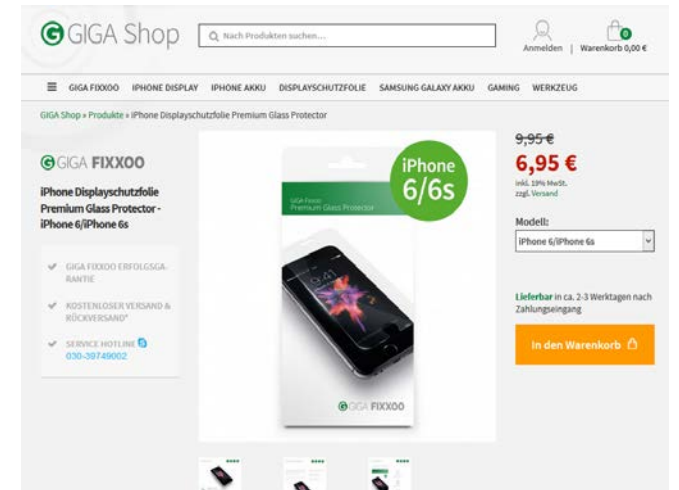 GIGA Shop
Nach Produkten suchen...
0
Anmelden | Warenkorb 0,00 €
GIGA FIXXOO IPHONE DISPLAY IPHONE AKKU DISPLAYSCHUTZFOLIE SAMSUNG GALAXY AKKU GAMING WERKZEUG
GIGA Shop » Produkte » iPhone Displayschutzfolie Premium Glass Protector
GIGA FIXXOO
iPhone Displayschutzfolie
Premium Glass Protector -
iPhone 6/iPhone 6s
GIGA FIXXOO ERFOLGSGA-
RANTIE
KOSTENLOSER VERSAND &
RÜCKVERSAND*
SERVICE HOTLINE
030-39749002
iPhone
6/6s
GIGA Fixxoo
Premium Glass Protector
GIGA FIXXOO
9,95 €
6,95 €
inkl. 19% MwSt.
zzgl. Versand
Modell:
iPhone 6/iPhone 6s
Lieferbar in ca. 2-3 Werktagen nach
Zahlungseingang
In den Warenkorb